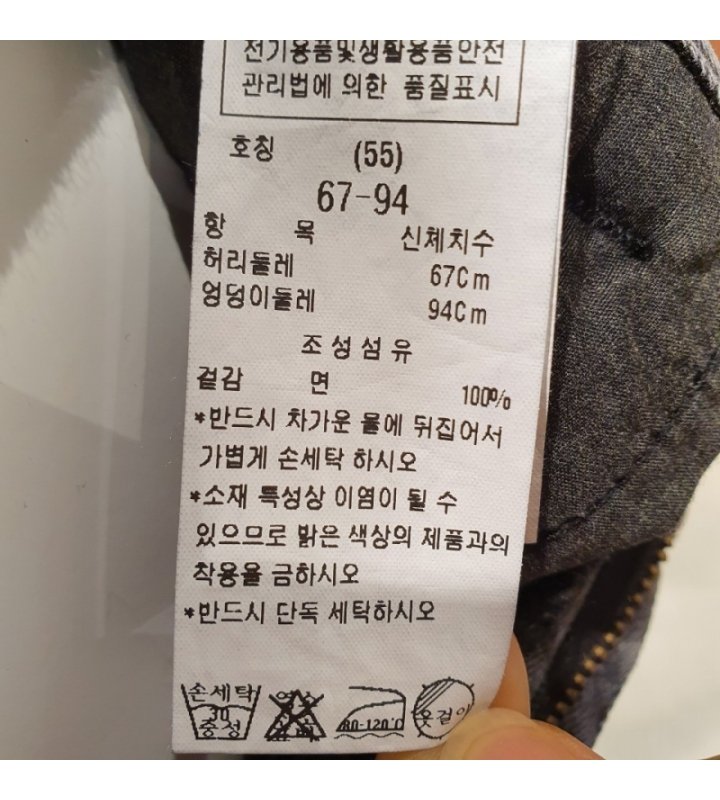 전기용품및생활용품안전
관리법에 의한 품질표시
호칭 (55)
67-94
항 목 신체치수
허리둘레 67Cm
엉덩이둘레 94Cm
조성섬유
겉감 면 100%
*반드시 차가운 물에 뒤집어서
가볍게 손세탁 하시오
*소재 특성상 이염이 될 수
있으므로 밝은 색상의 제품과의
착용을 금하시오
*반드시 단독 세탁하시오
손세탁
30
중성
80-120℃
옷걸이